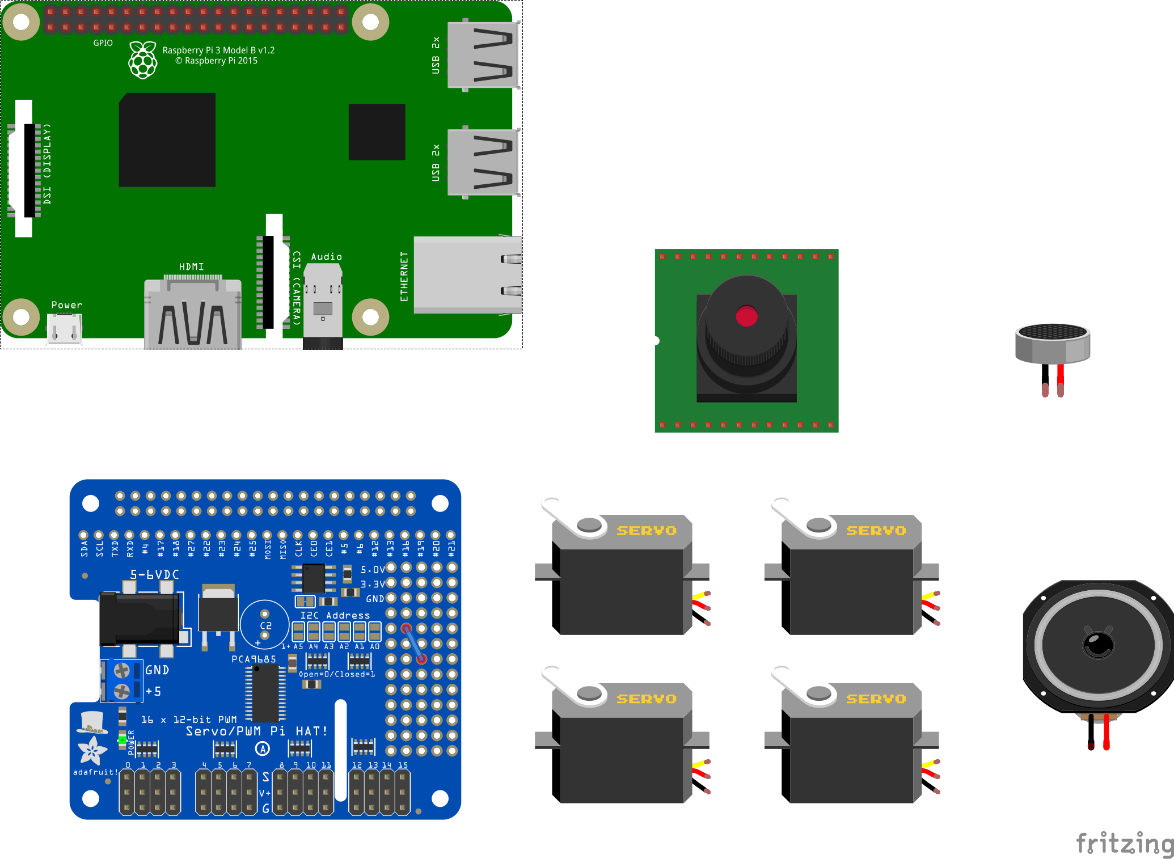 GPIO
Raspberry Pi 3 Model B v1.2
© Raspberry Pi 2015
USB 2x
USB 2x
DSI (DISPLAY)
ETHERNET
HDMI
CSI (CAMERA)
Audio
Power
SDA SCL TXD RXD #4 #17 #18 #27 #22 #23 #24 #25 MOSI MISO CLK CE0 CE1 #5 #6 #12 #13 #16 #19 #20 #21
5-6VDC
5.0V
3.3V
GND
C2
+
I2C Address
1+ A5 A4 A3 A2 A1 A0
PCA9685
Open=0/Closed=1
GND
+5
16 x 12-bit PWM
Servo/PWM Pi HAT!
POWER
A
adafruit!
0 1 2 3 4 5 6 7 8 9 10 11 12 13 14 15
S
V+
G
SERVO
SERVO
SERVO
SERVO
fritzing